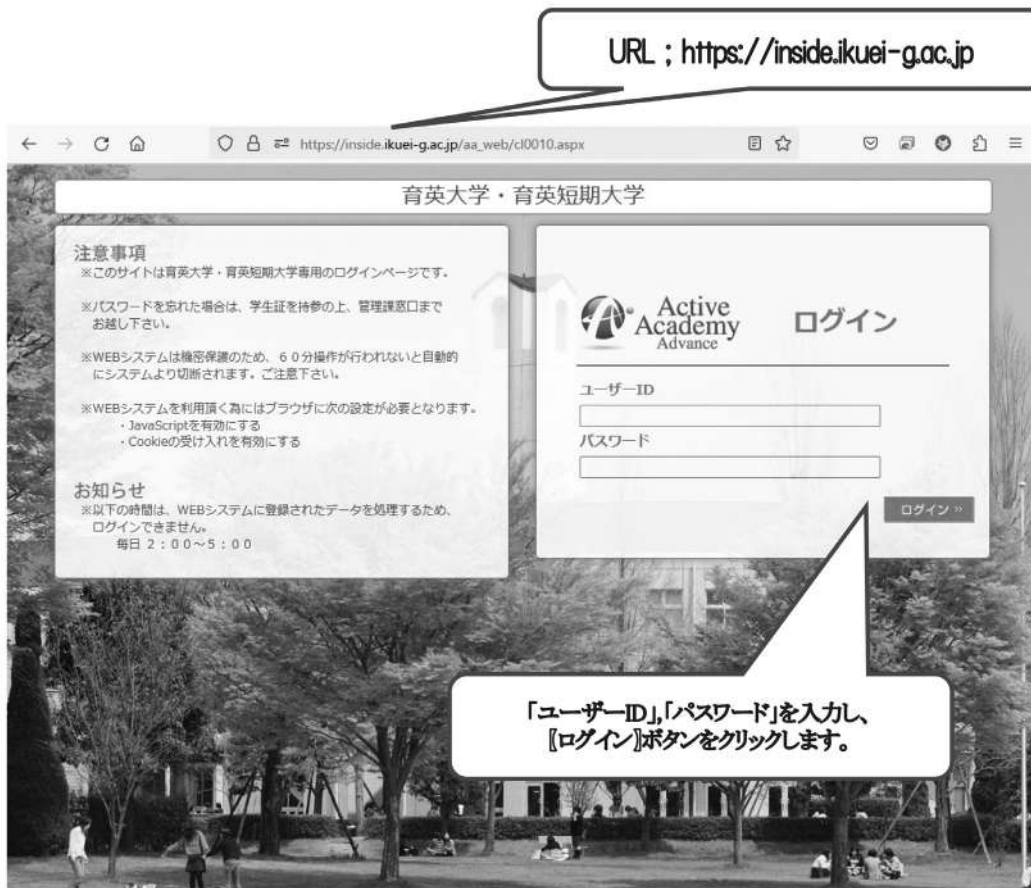 URL ; https://inside.ikuei-g.ac.jp
https://inside.ikuei-g.ac.jp/aa_web/cl0010.aspx
育英大学・育英短期大学
注意事項
※このサイトは育英大学・育英短期大学専用のログインページです。
※パスワードを忘れた場合は、学生証を持参の上、管理課窓口まで
お越し下さい。
※WEBシステムは機密保護のため、６０分操作が行われないと自動的
にシステムより切断されます。ご注意下さい。
※WEBシステムを利用頂く為にはブラウザに次の設定が必要となります。
・JavaScriptを有効にする
・Cookieの受け入れを有効にする
お知らせ
※以下の時間は、WEBシステムに登録されたデータを処理するため、
ログインできません。
毎日 ２：００～５：００
Active
Academy
Advance
ログイン
ユーザーID
パスワード
ログイン »
「ユーザーID」,「パスワード」を入力し、
〖ログイン〗ボタンをクリックします。